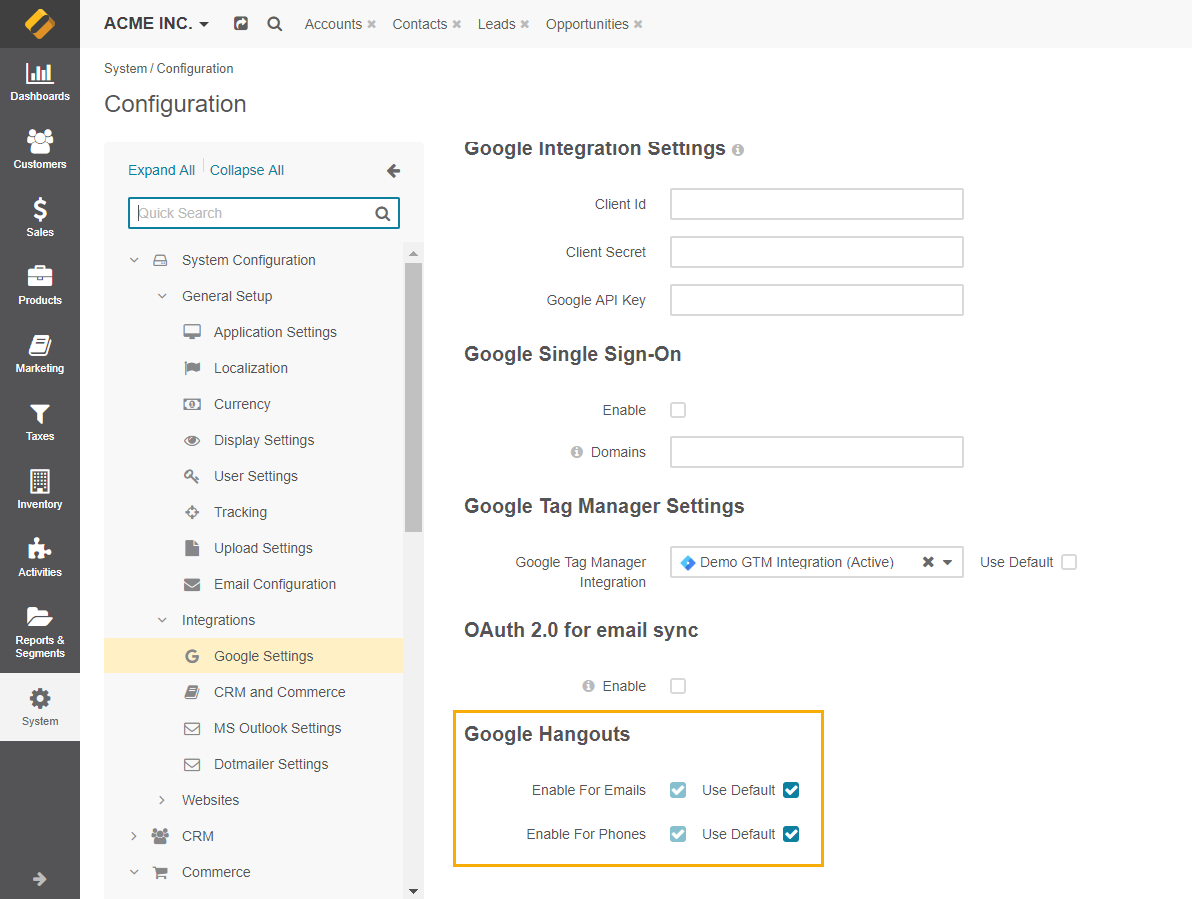 ACME INC.
Accounts
Contacts
Leads
Opportunities
Dashboards
Customers
Sales
Products
Marketing
Taxes
Inventory
Activities
Reports &
Segments
System
System / Configuration
Configuration
Expand All
Collapse All
Quick Search
System Configuration
General Setup
Application Settings
Localization
Currency
Display Settings
User Settings
Tracking
Upload Settings
Email Configuration
Integrations
Google Settings
CRM and Commerce
MS Outlook Settings
Dotmailer Settings
Websites
CRM
Commerce
Google Integration Settings
Client Id
Client Secret
Google API Key
Google Single Sign-On
Enable
Domains
Google Tag Manager Settings
Google Tag Manager
Integration
Demo GTM Integration (Active)
Use Default
OAuth 2.0 for email sync
Enable
Google Hangouts
Enable For Emails
Use Default
Enable For Phones
Use Default